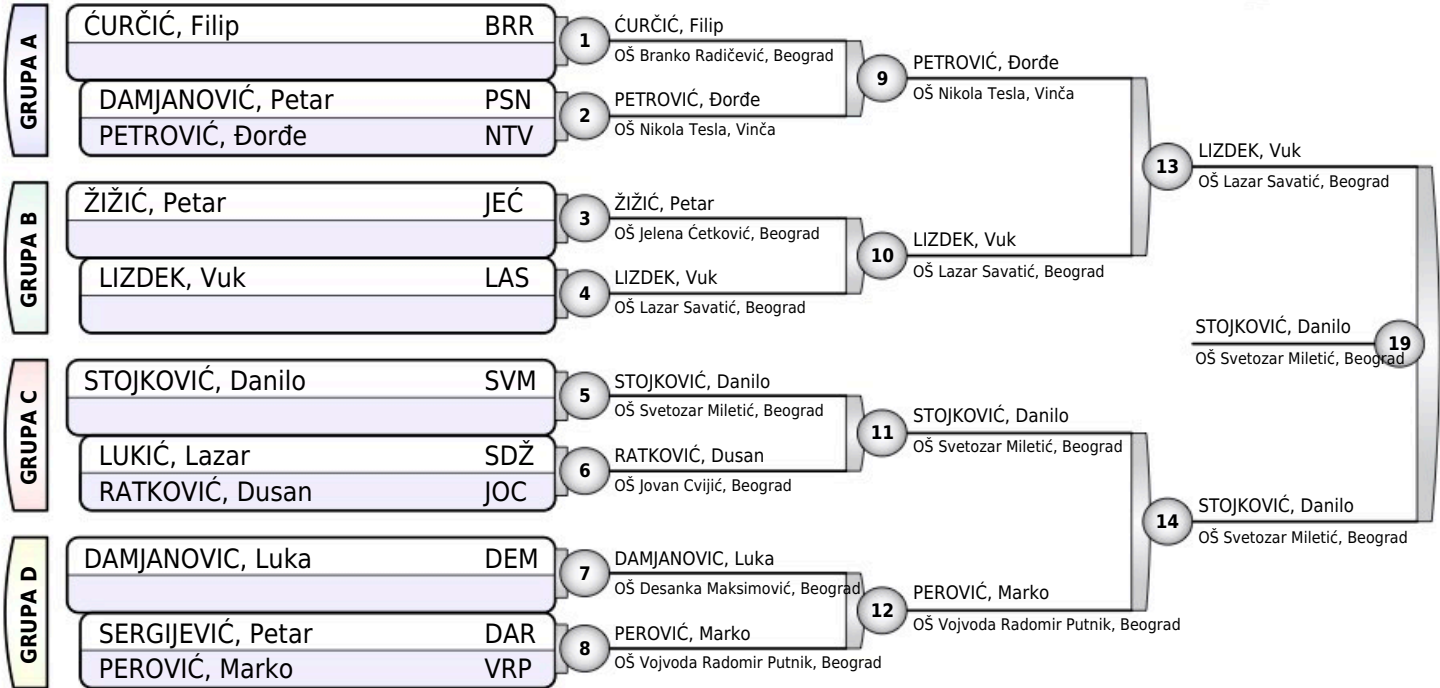 GRUPA A
ĆURČIĆ, Filip BRR
DAMJANOVIĆ, Petar PSN
PETROVIĆ, Đorđe NTV
1
ĆURČIĆ, Filip
OŠ Branko Radičević, Beograd
2
PETROVIĆ, Đorđe
OŠ Nikola Tesla, Vinča
9
PETROVIĆ, Đorđe
OŠ Nikola Tesla, Vinča
GRUPA B
ŽIŽIĆ, Petar JEĆ
LIZDEK, Vuk LAS
3
ŽIŽIĆ, Petar
OŠ Jelena Ćetković, Beograd
4
LIZDEK, Vuk
OŠ Lazar Savatić, Beograd
10
LIZDEK, Vuk
OŠ Lazar Savatić, Beograd
13
LIZDEK, Vuk
OŠ Lazar Savatić, Beograd
GRUPA C
STOJKOVIĆ, Danilo SVM
LUKIĆ, Lazar SDŽ
RATKOVIĆ, Dusan JOC
5
STOJKOVIĆ, Danilo
OŠ Svetozar Miletić, Beograd
6
RATKOVIĆ, Dusan
OŠ Jovan Cvijić, Beograd
11
STOJKOVIĆ, Danilo
OŠ Svetozar Miletić, Beograd
GRUPA D
DAMJANOVIC, Luka DEM
SERGIJEVIĆ, Petar DAR
PEROVIĆ, Marko VRP
7
DAMJANOVIC, Luka
OŠ Desanka Maksimović, Beograd
8
PEROVIĆ, Marko
OŠ Vojvoda Radomir Putnik, Beograd
12
PEROVIĆ, Marko
OŠ Vojvoda Radomir Putnik, Beograd
14
STOJKOVIĆ, Danilo
OŠ Svetozar Miletić, Beograd
STOJKOVIĆ, Danilo
OŠ Svetozar Miletić, Beograd
19